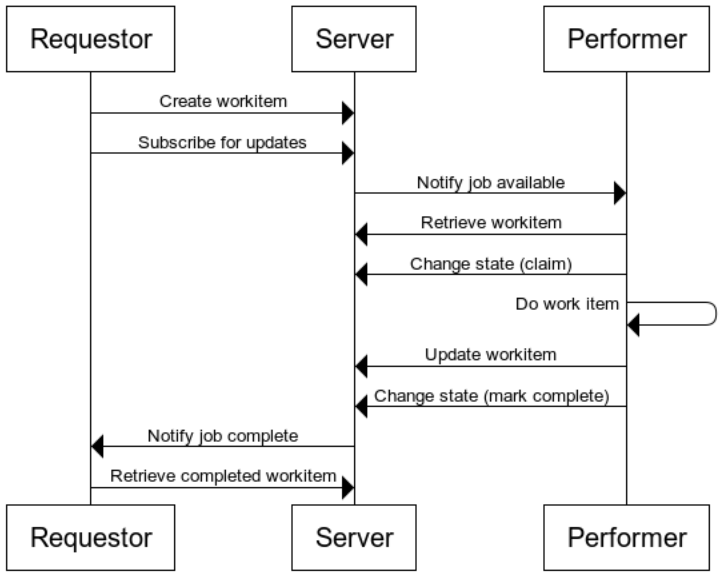 Requestor
Server
Performer
Create workitem
Subscribe for updates
Notify job available
Retrieve workitem
Change state (claim)
Do work item
Update workitem
Change state (mark complete)
Notify job complete
Retrieve completed workitem
Requestor
Server
Performer